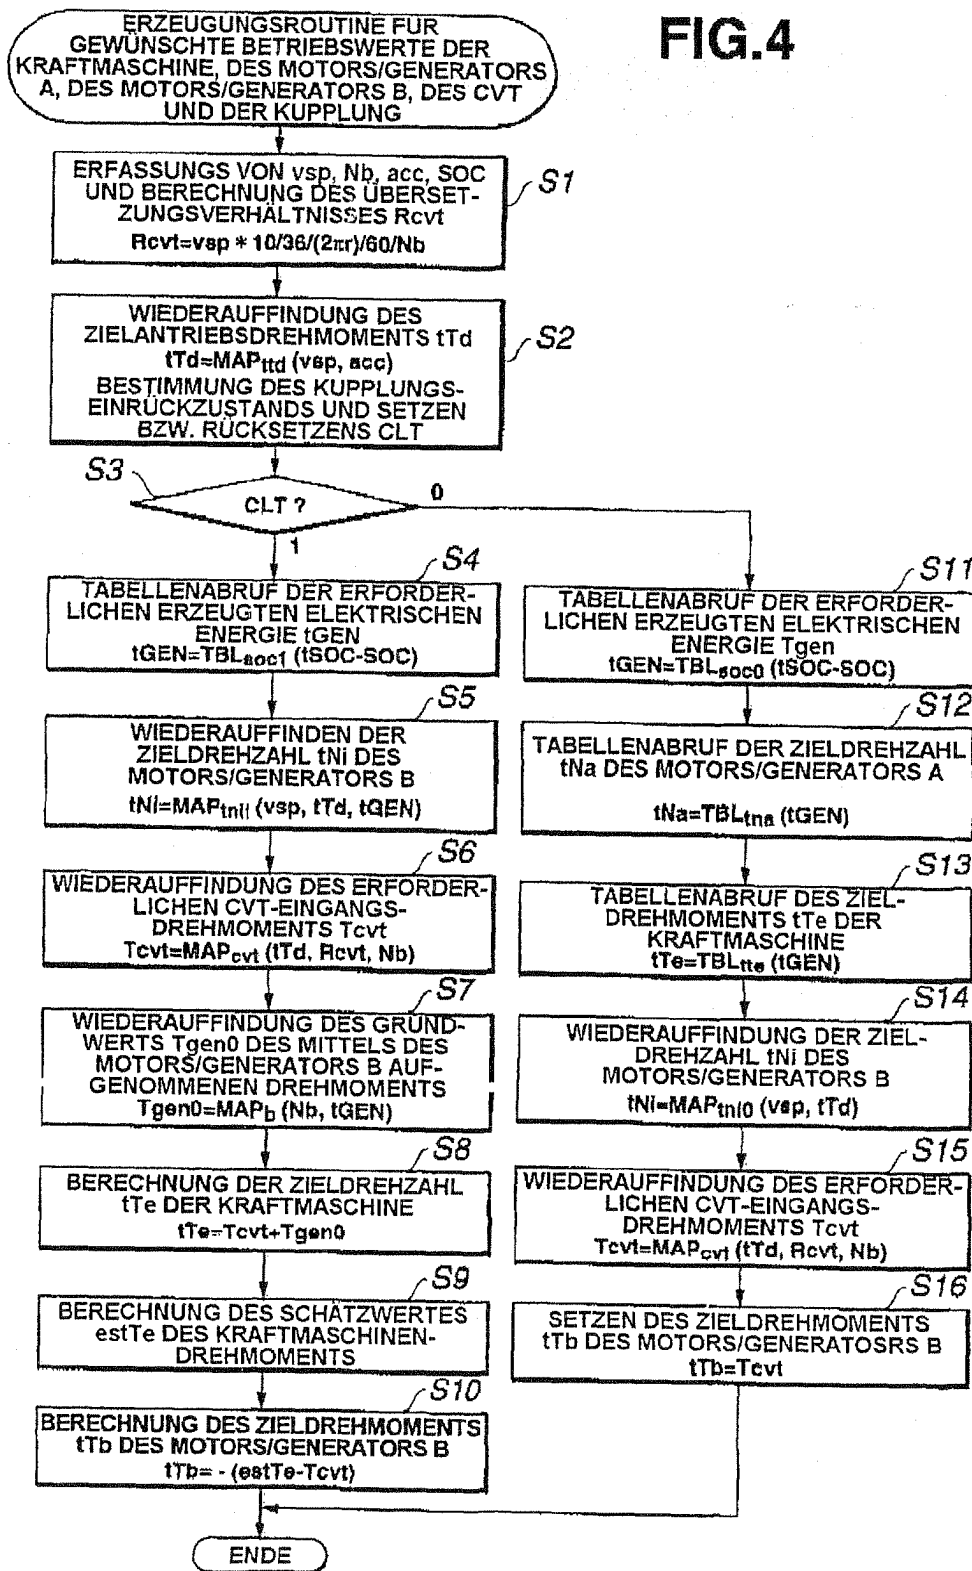 FIG.4
ERZEUGUNGSROUTINE FÜR
GEWÜNSCHTE BETRIEBSWERTE DER
KRAFTMASCHINE, DES MOTORS/GENERATORS
A, DES MOTORS/GENERATORS B, DES CVT
UND DER KUPPLUNG
S1
ERFASSUNGS VON vsp, Nb, acc, SOC
UND BERECHNUNG DES ÜBERSET-
ZUNGSVERHÄLTNISSES Rcvt
Rcvt=vsp * 10/36/(2πr)/60/Nb
S2
WIEDERAUFFINDUNG DES
ZIELANTRIEBSDREHMOMENTS tTd
tTd=MAPttd (vsp, acc)
BESTIMMUNG DES KUPPLUNGS-
EINRÜCKZUSTANDS UND SETZEN
BZW. RÜCKSETZENS CLT
S3
CLT ?
0
1
S4
TABELLENABRUF DER ERFORDER-
LICHEN ERZEUGTEN ELEKTRISCHEN
ENERGIE tGEN
tGEN=TBLsoc1 (tSOC-SOC)
S5
WIEDERAUFFINDEN DER
ZIELDREHZAHL tNi DES
MOTORS/GENERATORS B
tNi=MAPtni1 (vsp, tTd, tGEN)
S6
WIEDERAUFFINDUNG DES ERFORDER-
LICHEN CVT-EINGANGS-
DREHMOMENTS Tcvt
Tcvt=MAPcvt (tTd, Rcvt, Nb)
S7
WIEDERAUFFINDUNG DES GRUND-
WERTS Tgen0 DES MITTELS DES
MOTORS/GENERATORS B AUF-
GENOMMENEN DREHMOMENTS
Tgen0=MAPb (Nb, tGEN)
S8
BERECHNUNG DER ZIELDREHZAHL
tTe DER KRAFTMASCHINE
tTe=Tcvt+Tgen0
S9
BERECHNUNG DES SCHÄTZWERTES
estTe DES KRAFTMASCHINEN-
DREHMOMENTS
S10
BERECHNUNG DES ZIELDREHMOMENTS
tTb DES MOTORS/GENERATORS B
tTb= - (estTe-Tcvt)
S11
TABELLENABRUF DER ERFORDER-
LICHEN ERZEUGTEN ELEKTRISCHEN
ENERGIE Tgen
tGEN=TBLsoc0 (tSOC-SOC)
S12
TABELLENABRUF DER ZIELDREHZAHL
tNa DES MOTORS/GENERATORS A
tNa=TBLtna (tGEN)
S13
TABELLENABRUF DES ZIEL-
DREHMOMENTS tTe DER
KRAFTMASCHINE
tTe=TBLtte (tGEN)
S14
WIEDERAUFFINDUNG DER ZIEL-
DREHZAHL tNi DES
MOTORS/GENERATORS B
tNi=MAPtni0 (vsp, tTd)
S15
WIEDERAUFFINDUNG DES ERFORDER-
LICHEN CVT-EINGANGS-
DREHMOMENTS Tcvt
Tcvt=MAPcvt (tTd, Rcvt, Nb)
S16
SETZEN DES ZIELDREHMOMENTS
tTb DES MOTORS/GENERATOSRS B
tTb=Tcvt
ENDE